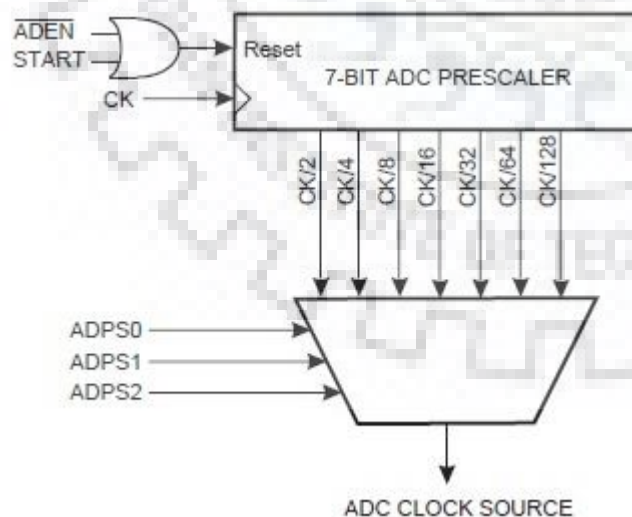 ADEN
START
CK
Reset
7-BIT ADC PRESCALER
CK/2
CK/4
CK/8
CK/16
CK/32
CK/64
CK/128
ADPS0
ADPS1
ADPS2
ADC CLOCK SOURCE